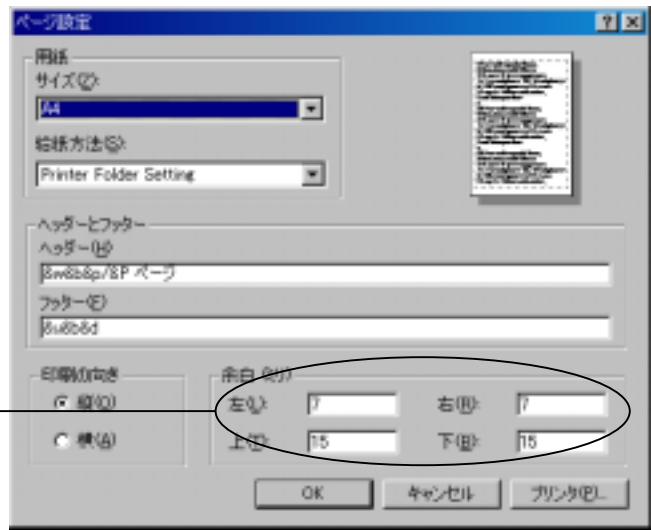 ページ設定
用紙
サイズ(Z):
A4
給紙方法(S):
Printer Folder Setting
ヘッダーとフッター
ヘッダー(H)
&w&b&p/&P ページ
フッター(F)
&u&b&d
印刷の向き
縦(O)
横(A)
余白 (ミリ)
左(L): 7 右(R): 7
上(T): 15 下(B): 15
OK キャンセル プリンタ(P)...